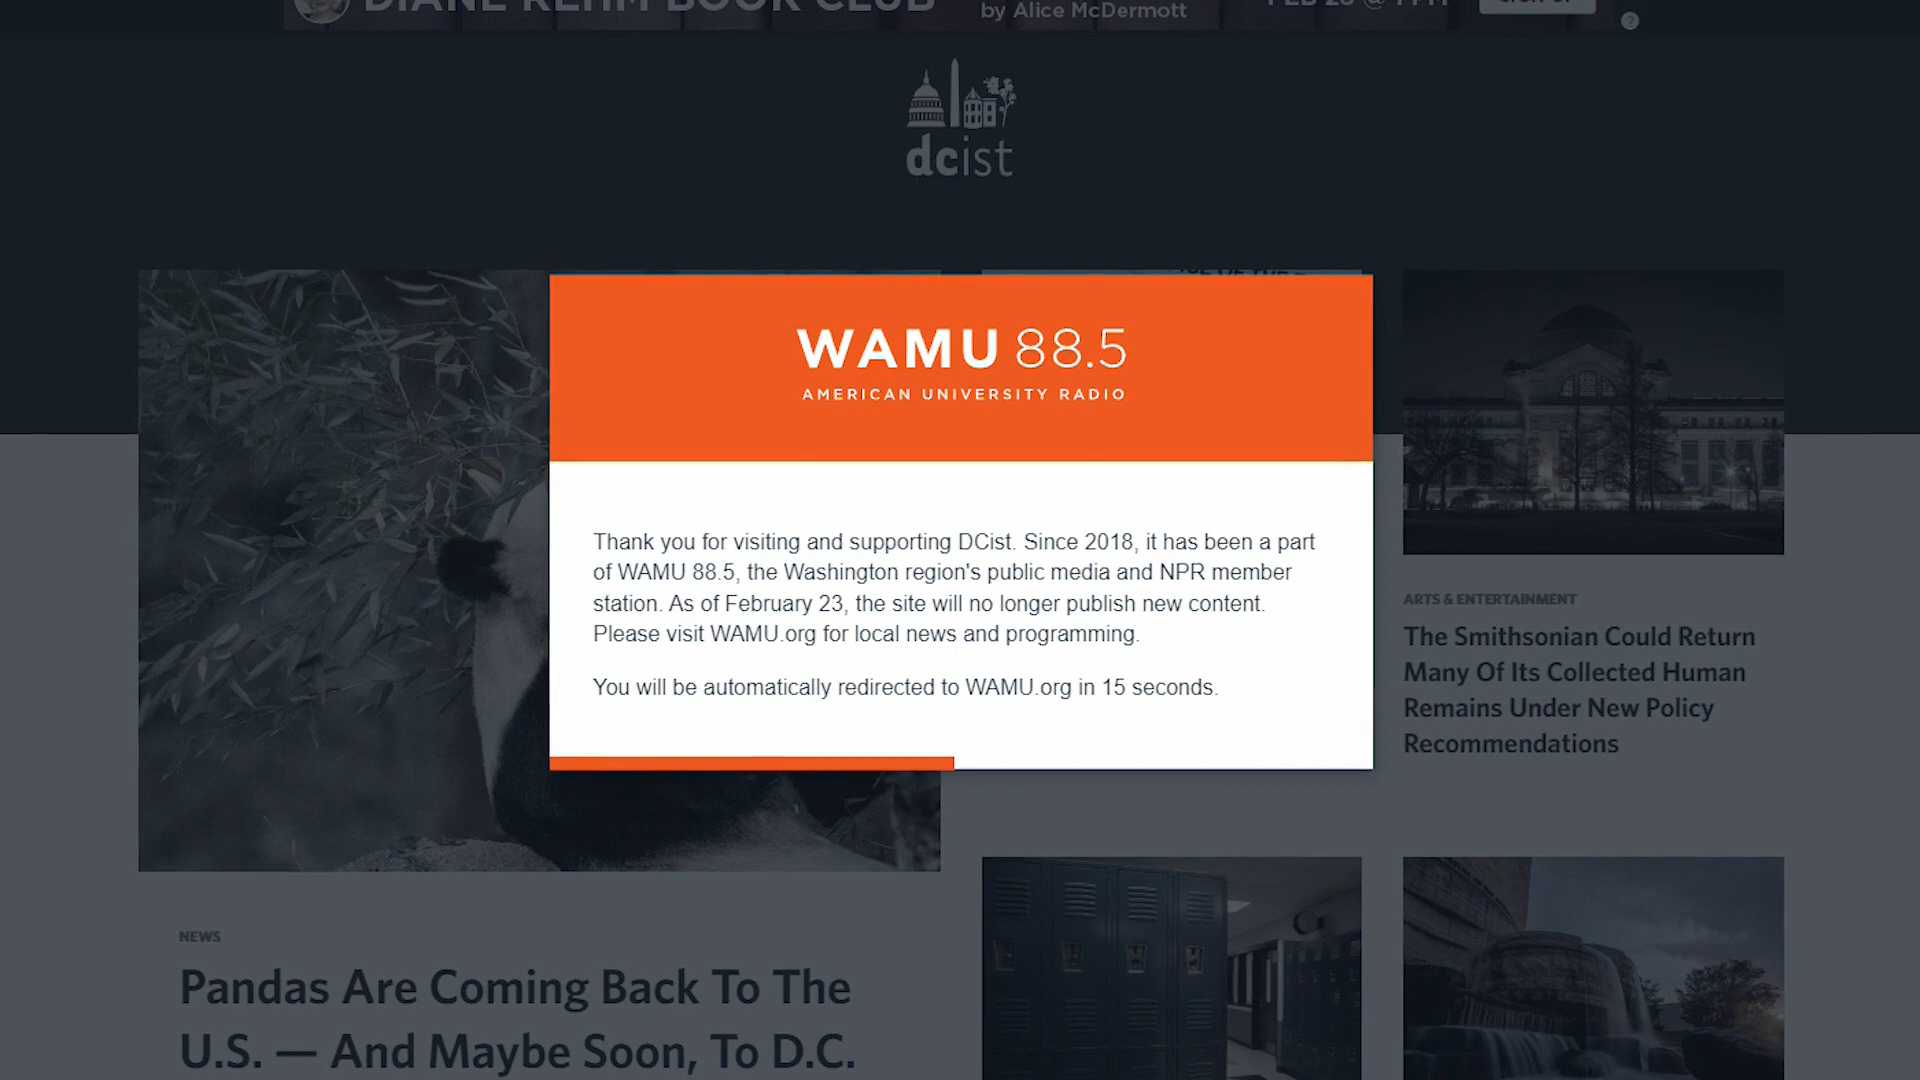 DIANE REHM BOOK CLUB
by Alice McDermott
dcist
WAMU 88.5
AMERICAN UNIVERSITY RADIO
Thank you for visiting and supporting DCist. Since 2018, it has been a part
of WAMU 88.5, the Washington region's public media and NPR member
station. As of February 23, the site will no longer publish new content.
Please visit WAMU.org for local news and programming.
You will be automatically redirected to WAMU.org in 15 seconds.
ARTS & ENTERTAINMENT
The Smithsonian Could Return
Many Of Its Collected Human
Remains Under New Policy
Recommendations
NEWS
Pandas Are Coming Back To The
U.S. — And Maybe Soon, To D.C.